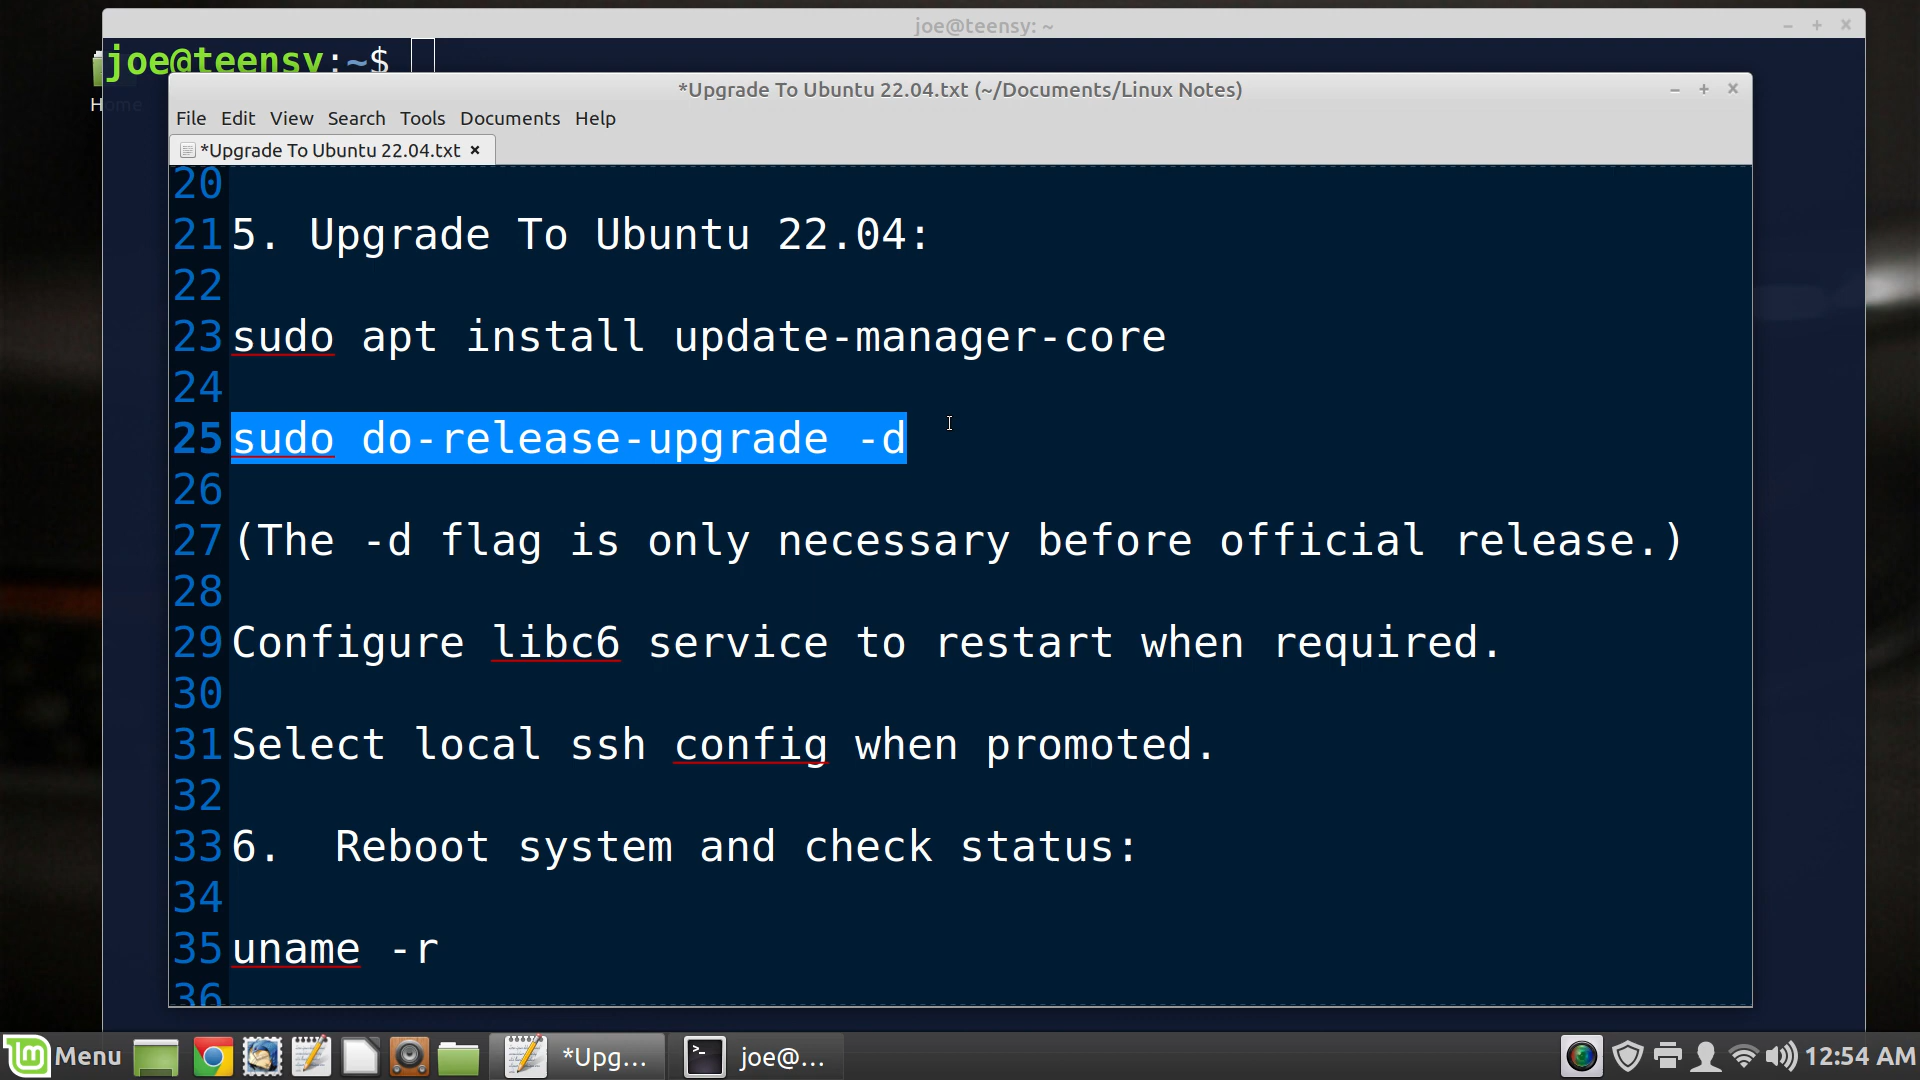 joe@teensy: ~
joe@teensy:~$
Home
*Upgrade To Ubuntu 22.04.txt (~/Documents/Linux Notes)
File Edit View Search Tools Documents Help
*Upgrade To Ubuntu 22.04.txt
20
21 5. Upgrade To Ubuntu 22.04:
22
23 sudo apt install update-manager-core
24
25 sudo do-release-upgrade -d
26
27 (The -d flag is only necessary before official release.)
28
29 Configure libc6 service to restart when required.
30
31 Select local ssh config when promoted.
32
33 6.  Reboot system and check status:
34
35 uname -r
36
Menu *Upg... joe@... 12:54 AM